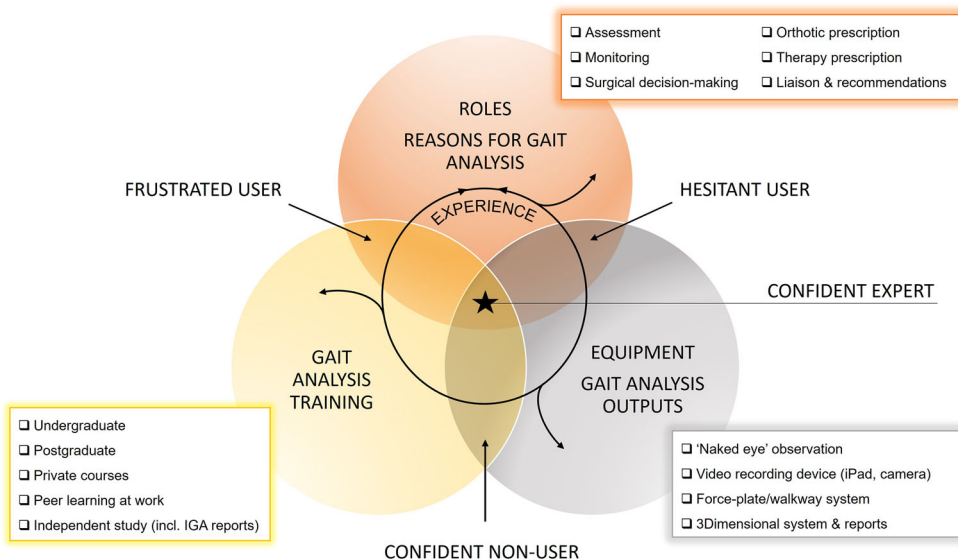 ☐ Assessment
☐ Monitoring
☐ Surgical decision-making
☐ Orthotic prescription
☐ Therapy prescription
☐ Liaison & recommendations
ROLES
REASONS FOR GAIT
ANALYSIS
FRUSTRATED USER
HESITANT USER
EXPERIENCE
CONFIDENT EXPERT
GAIT
ANALYSIS
TRAINING
EQUIPMENT
GAIT ANALYSIS
OUTPUTS
☐ Undergraduate
☐ Postgraduate
☐ Private courses
☐ Peer learning at work
☐ Independent study (incl. IGA reports)
☐ ‘Naked eye’ observation
☐ Video recording device (iPad, camera)
☐ Force-plate/walkway system
☐ 3Dimensional system & reports
CONFIDENT NON-USER